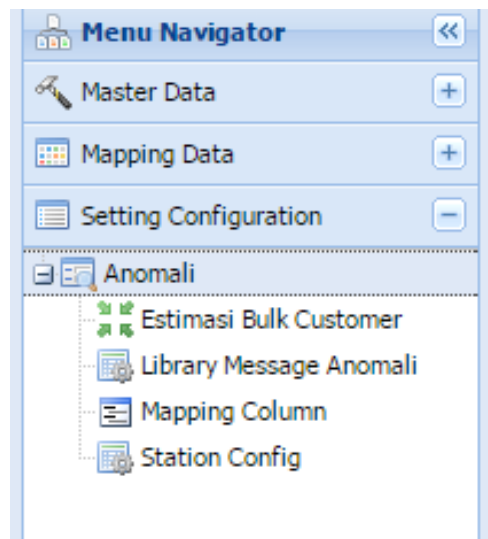 Menu Navigator
Master Data
Mapping Data
Setting Configuration
Anomali
Estimasi Bulk Customer
Library Message Anomali
Mapping Column
Station Config